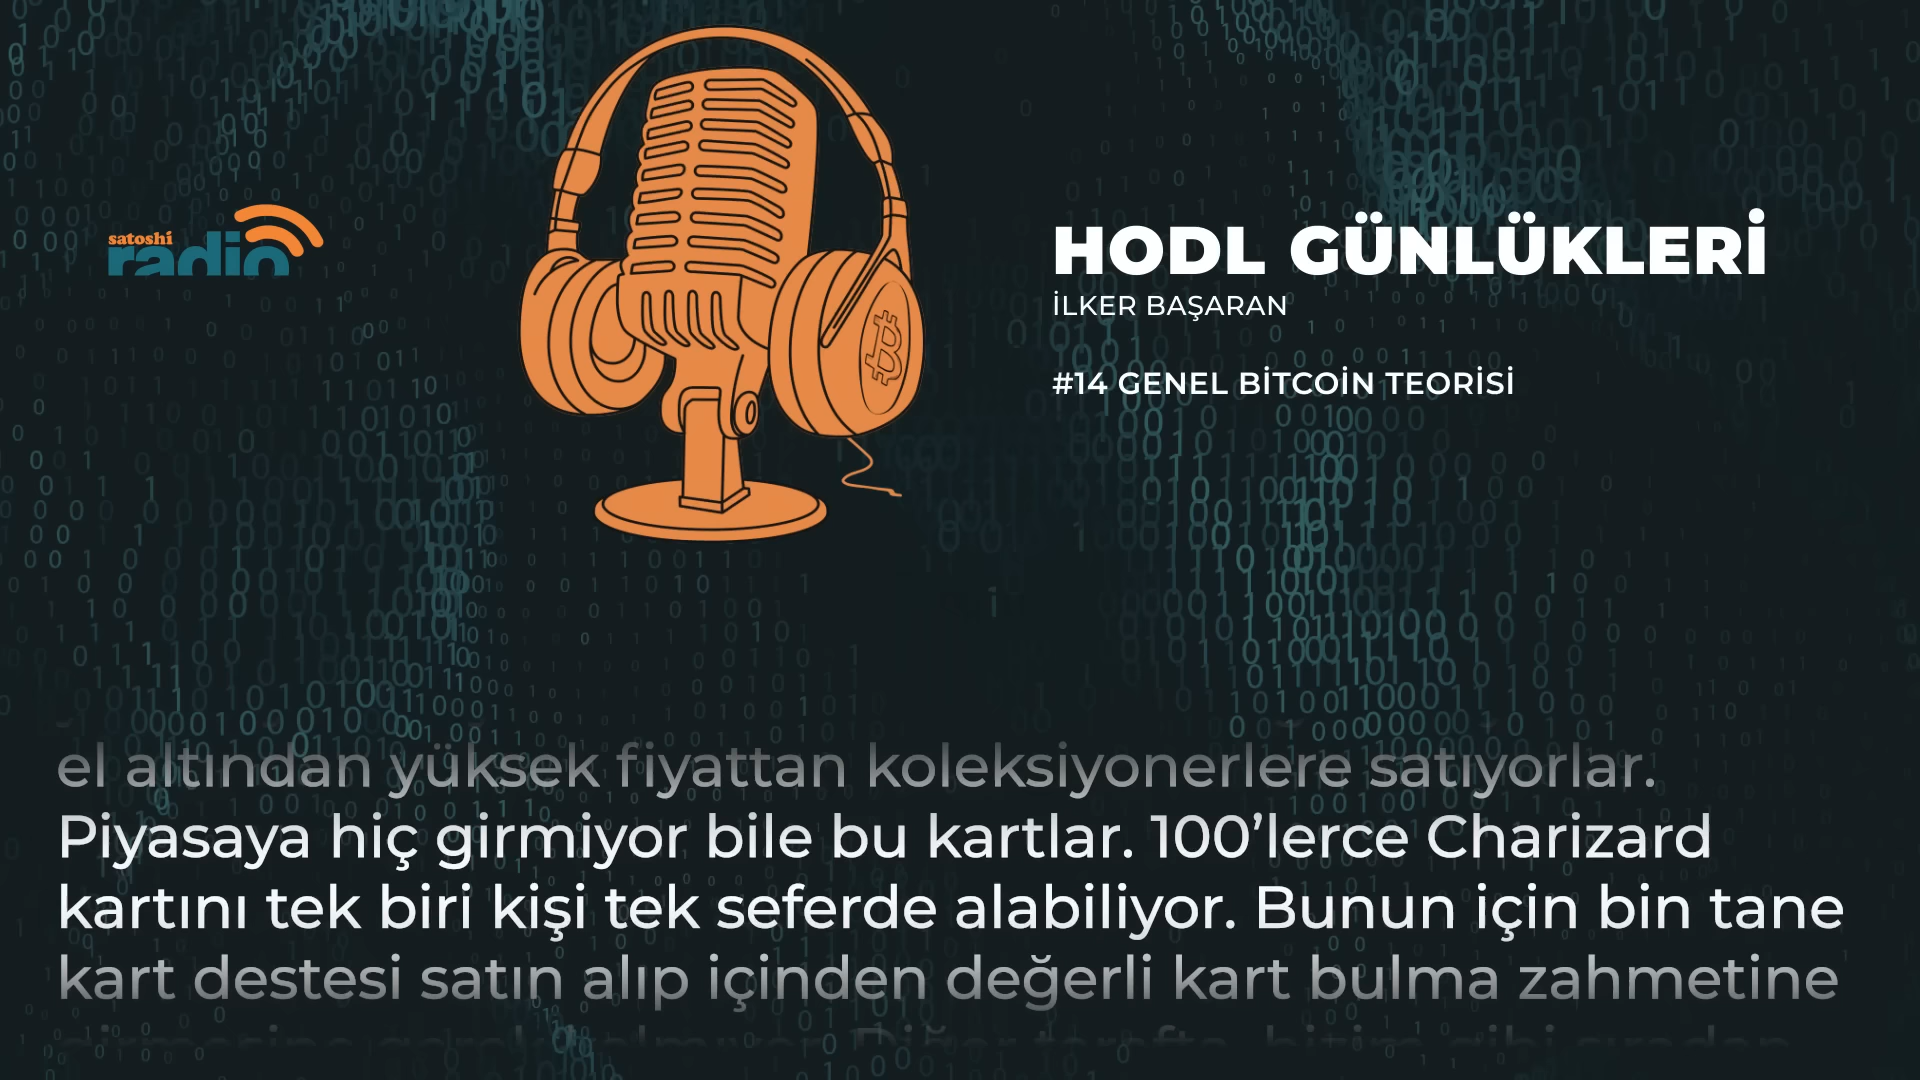 satoshi
radio
HODL GÜNLÜKLERİ
İLKER BAŞARAN
#14 GENEL BİTCOİN TEORİSİ
el altından yüksek fiyattan koleksiyonerlere satıyorlar.
Piyasaya hiç girmiyor bile bu kartlar. 100’lerce Charizard
kartını tek biri kişi tek seferde alabiliyor. Bunun için bin tane
kart destesi satın alıp içinden değerli kart bulma zahmetine